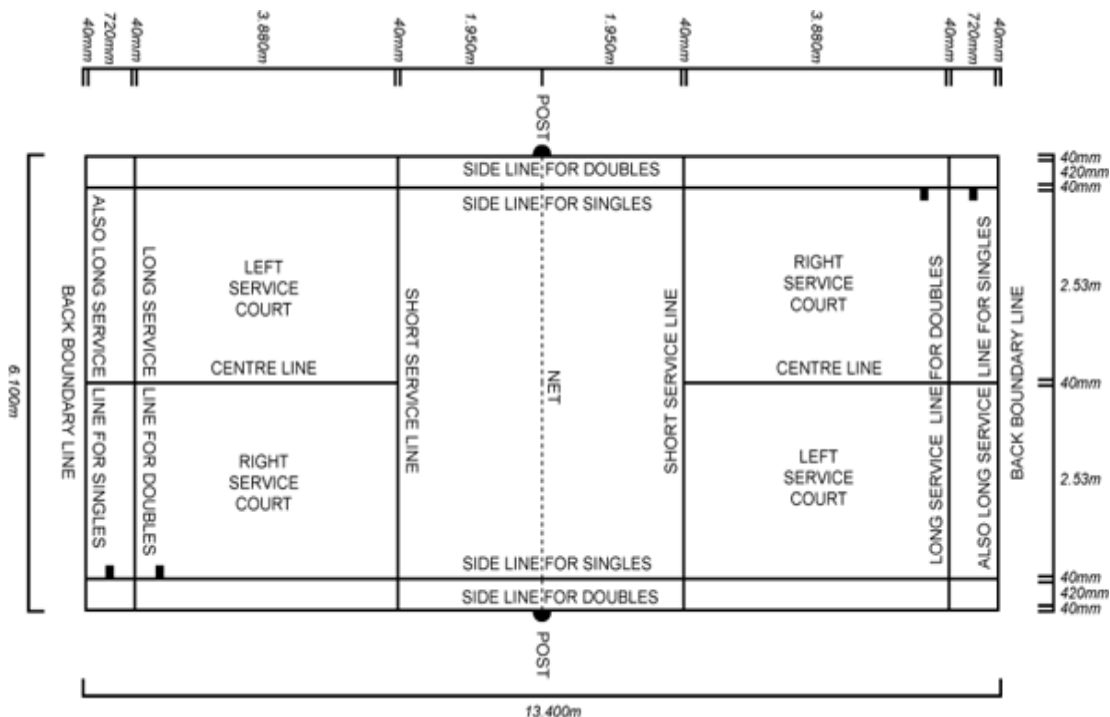 40mm
720mm
40mm
3.880m
40mm
1.950m
1.950m
40mm
3.880m
40mm
720mm
40mm
POST
SIDE LINE FOR DOUBLES
SIDE LINE FOR SINGLES
40mm
420mm
40mm
BACK BOUNDARY LINE
ALSO LONG SERVICE LINE FOR SINGLES
LONG SERVICE LINE FOR DOUBLES
LEFT
SERVICE
COURT
SHORT SERVICE LINE
NET
SHORT SERVICE LINE
RIGHT
SERVICE
COURT
LONG SERVICE LINE FOR DOUBLES
ALSO LONG SERVICE LINE FOR SINGLES
BACK BOUNDARY LINE
2.53m
CENTRE LINE
CENTRE LINE
40mm
6.100m
RIGHT
SERVICE
COURT
LEFT
SERVICE
COURT
2.53m
SIDE LINE FOR SINGLES
SIDE LINE FOR DOUBLES
40mm
420mm
40mm
POST
13.400m